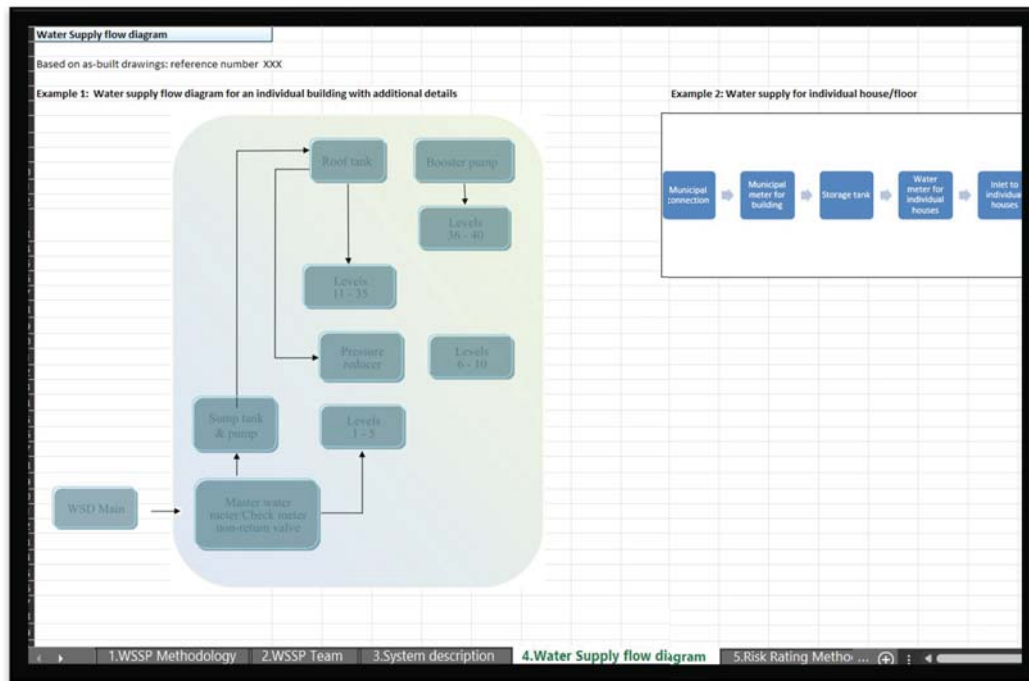 Water Supply flow diagram
Based on as-built drawings: reference number XXX
Example 1: Water supply flow diagram for an individual building with additional details
Example 2: Water supply for individual house/floor
Roof tank
Booster pump
Levels
36 - 40
Levels
11 - 35
Pressure
reducer
Levels
6 - 10
Sump tank
& pump
Levels
1 - 5
WSD Main
Master water
meter Check meter
non-return valve
Municipal
connection
Municipal
meter for
building
Storage tank
Water
meter for
individual
houses
Inlet to
individual
houses
1.WSSP Methodology
2.WSSP Team
3.System description
4.Water Supply flow diagram
5.Risk Rating Metho ...